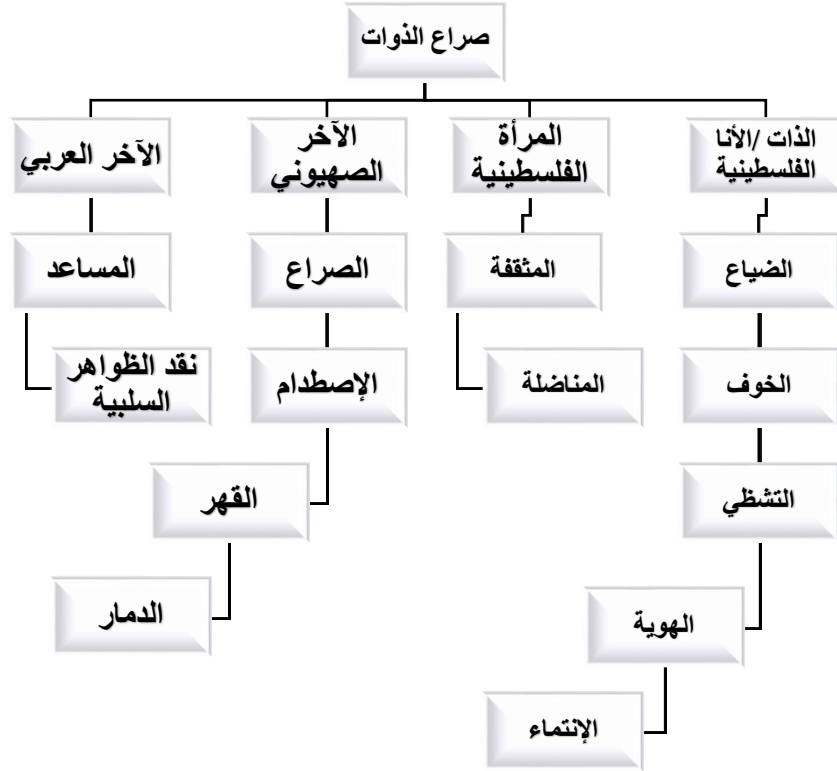 صراع الذوات
الذات /الأنا
الفلسطينية
المرأة
الفلسطينية
الآخر
الصهيوني
الآخر العربي
الضياع
المثقفة
الصراع
المساعد
الخوف
المناضلة
الإصطدام
نقد الظواهر
السلبية
التشظي
القهر
الهوية
الدمار
الإنتماء